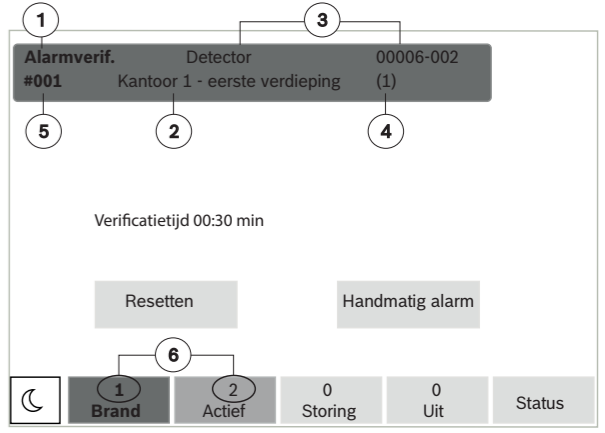 1 3
Alarmverif. Detector 00006-002
#001 Kantoor 1 - eerste verdieping (1)
5 2 4
Verificatietijd 00:30 min
Resetten Handmatig alarm
6
1 2 0 0
Brand Actief Storing Uit Status